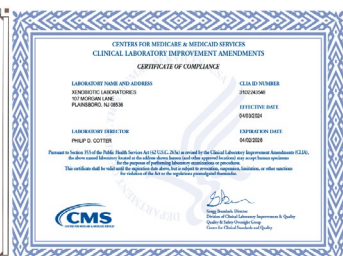 CENTERS FOR MEDICARE & MEDICAID SERVICES
CLINICAL LABORATORY IMPROVEMENT AMENDMENTS
CERTIFICATE OF COMPLIANCE
LABORATORY NAME AND ADDRESS
XENOBIOTIC LABORATORIES
107 MORGAN LANE
PLAINSBORO, NJ 08536
CLIA ID NUMBER
EFFECTIVE DATE
04/03/2024
LABORATORY DIRECTOR
PHILIP D. COTTER
EXPIRATION DATE
04/02/2026
Pursuant to Section 353 of the Public Health Services Act (42 U.S.C. 263a) as revised by the Clinical Laboratory Improvement Amendments (CLIA),
the above named laboratory located at the address shown hereon (and other approved locations) may accept human specimens
for the purposes of performing laboratory examinations or procedures.
This certificate shall be valid until the expiration date above, but is subject to revocation, suspension, limitation, or other sanctions
for violation of the Act or the regulations promulgated thereunder.
CMS
CENTERS FOR MEDICARE & MEDICAID SERVICES
Director
Division of Clinical Laboratory Improvement & Quality
Quality & Safety Oversight Group
Center for Clinical Standards and Quality